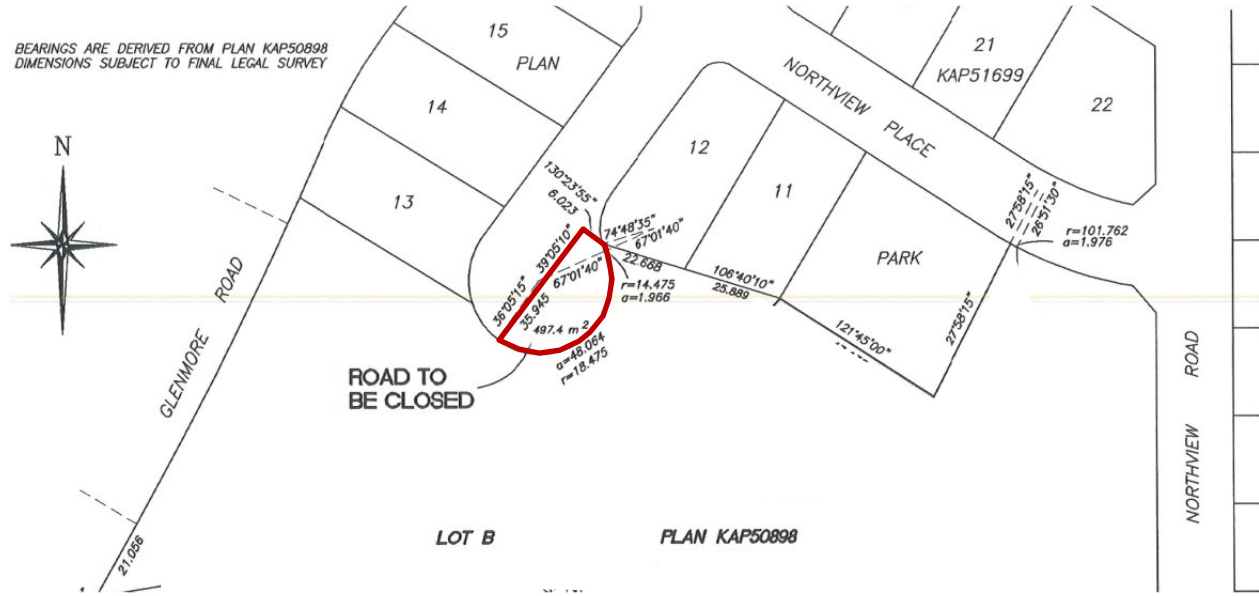 BEARINGS ARE DERIVED FROM PLAN KAP50898
DIMENSIONS SUBJECT TO FINAL LEGAL SURVEY
N
15
PLAN
14
13
GLENMORE ROAD
21.056
130°23'55"
6.023
74°48'35"
67°01'40"
39°05'10"
67°01'40"
36°05'15"
35.945
497.4 m2
a=48.064
r=18.475
r=14.475
a=1.966
22.668
106°40'10"
25.889
121°45'00"
27°58'15"
12
11
PARK
NORTHVIEW PLACE
21
KAP51699
22
27°58'15"
26°51'30"
r=101.762
a=1.976
ROAD TO
BE CLOSED
LOT B
PLAN KAP50898
NORTHVIEW ROAD